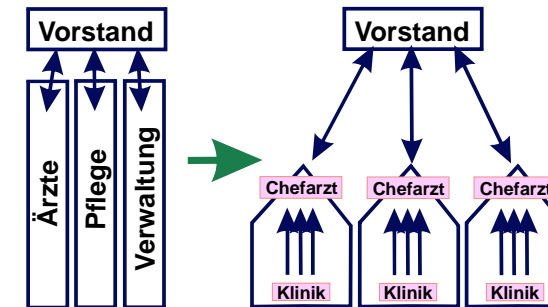 Vorstand
Ärzte
Pflege
Verwaltung
Vorstand
Chefarzt
Chefarzt
Chefarzt
Klinik
Klinik
Klinik